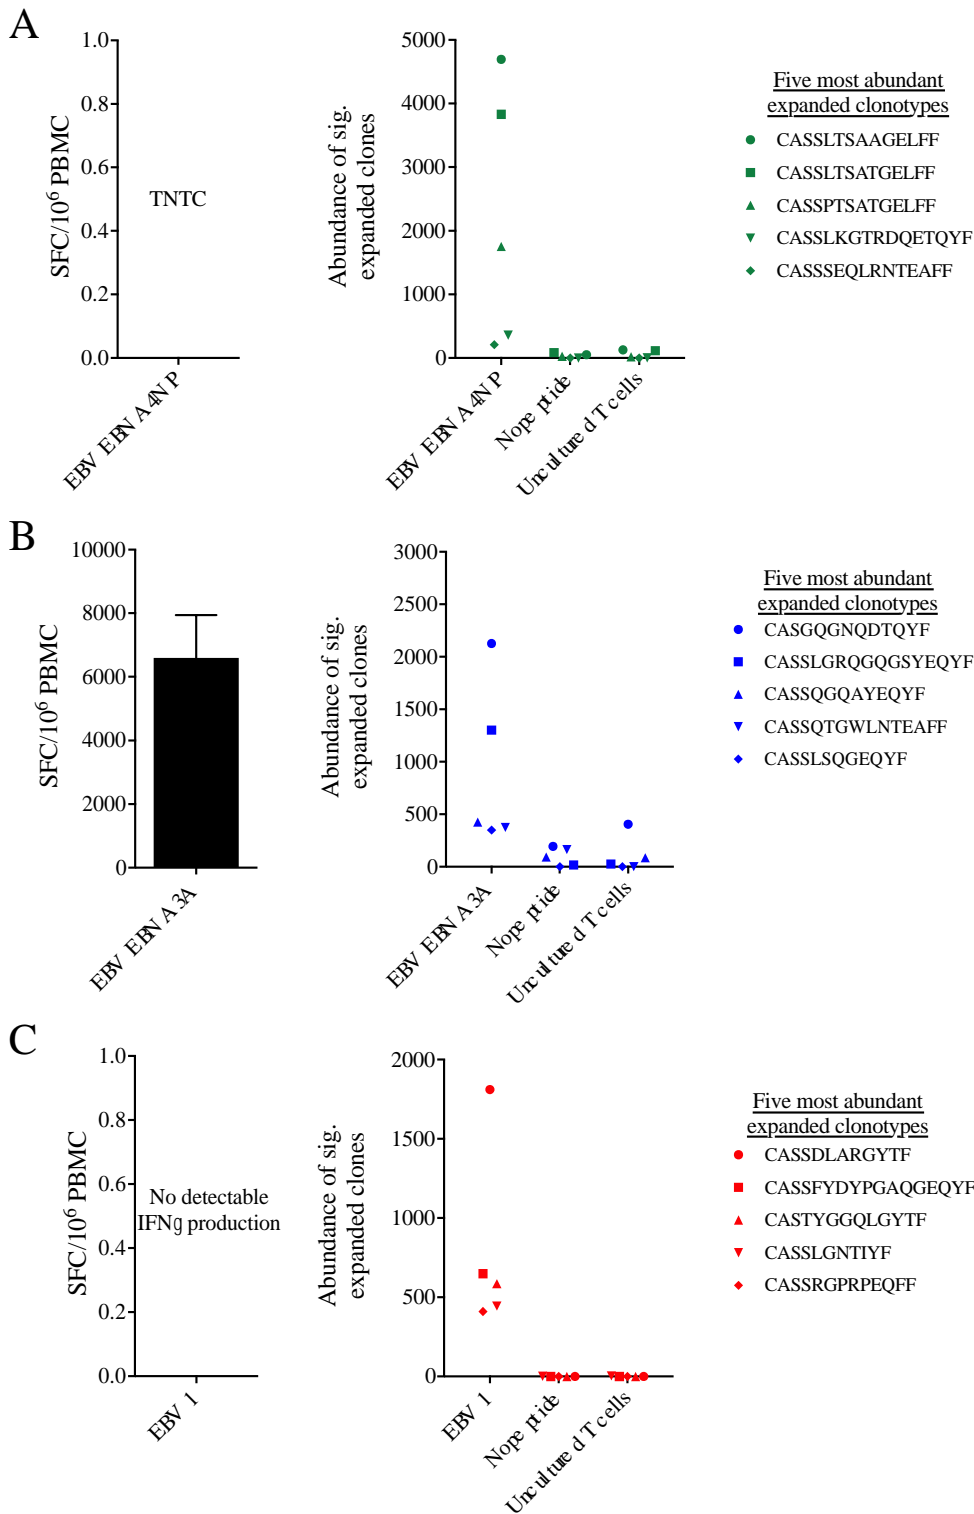 A
SFC/10⁶ PBMC
1.0
0.8
0.6
0.4
0.2
0.0
TNTC
EBV EBNA4NP
Abundance of sig.
expanded clones
5000
4000
3000
2000
1000
0
EBV EBNA4NP
No peptide
Uncultured T cells
Five most abundant
expanded clonotypes
CASSLTSAAGELFF
CASSLTSATGELFF
CASSPTSATGELFF
CASSLKGTRDQETQYF
CASSSEQLRNTEAFF
B
SFC/10⁶ PBMC
10000
8000
6000
4000
2000
0
EBV EBNA3A
Abundance of sig.
expanded clones
3000
2500
2000
1500
1000
500
0
EBV EBNA3A
No peptide
Uncultured T cells
Five most abundant
expanded clonotypes
CASGQGNQDTQYF
CASSLGRQGQGSYEQYF
CASSQGQAYEQYF
CASSQTGWLNTEAFF
CASSLSQGEQYF
C
SFC/10⁶ PBMC
1.0
0.8
0.6
0.4
0.2
0.0
No detectable
IFNg production
EBV 1
Abundance of sig.
expanded clones
2000
1500
1000
500
0
EBV 1
No peptide
Uncultured T cells
Five most abundant
expanded clonotypes
CASSDLARGYTF
CASSFYDYPGAQGEQYF
CASTYGGQLGYTF
CASSLGNTIYF
CASSRGPRPEQFF